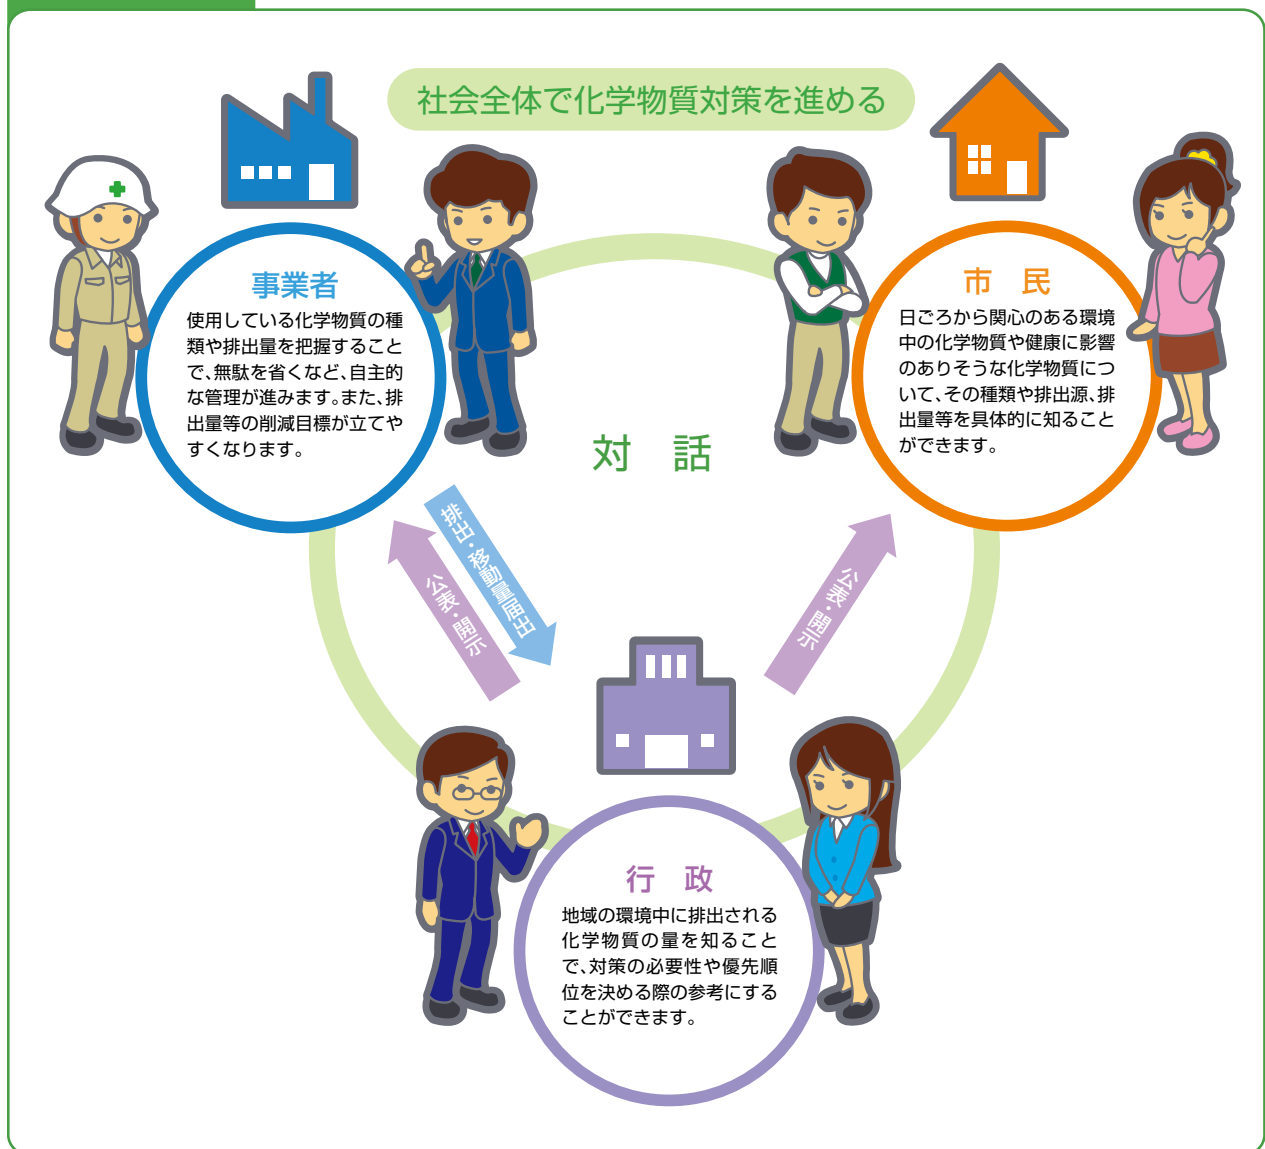 社会全体で化学物質対策を進める
事業者
使用している化学物質の種
類や排出量を把握すること
で、無駄を省くなど、自主的
な管理が進みます。また、排
出量等の削減目標が立てや
すくなります。
市 民
日ごろから関心のある環境
中の化学物質や健康に影響
のありそうな化学物質につ
いて、その種類や排出源、排
出量等を具体的に知ること
ができます。
対 話
排出・移動量届出
公表・開示
公表・開示
行 政
地域の環境中に排出される
化学物質の量を知ること
で、対策の必要性や優先順
位を決める際の参考にする
ことができます。